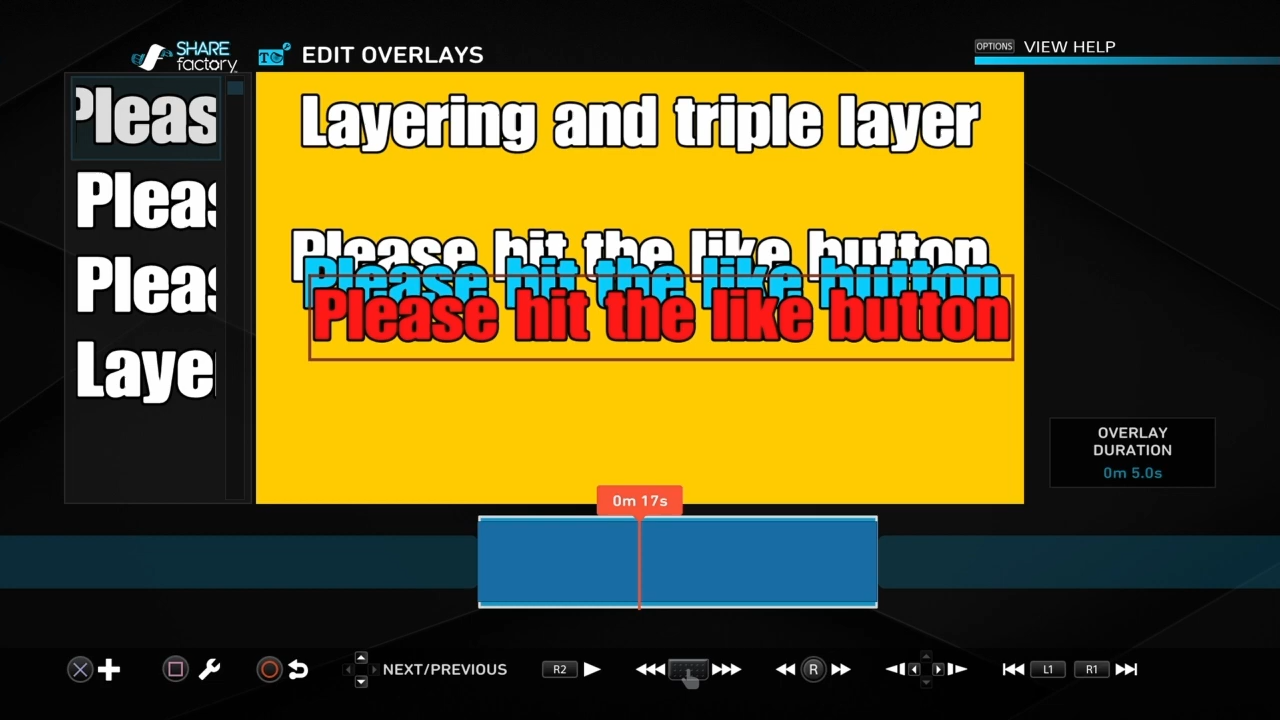 SHARE
factory
EDIT OVERLAYS
OPTIONS VIEW HELP
Pleas
Pleas
Pleas
Laye
Layering and triple layer
Please hit the like button
Please hit the like button
Please hit the like button
OVERLAY
DURATION
0m 5.0s
0m 17s
NEXT/PREVIOUS R2 R L1 R1